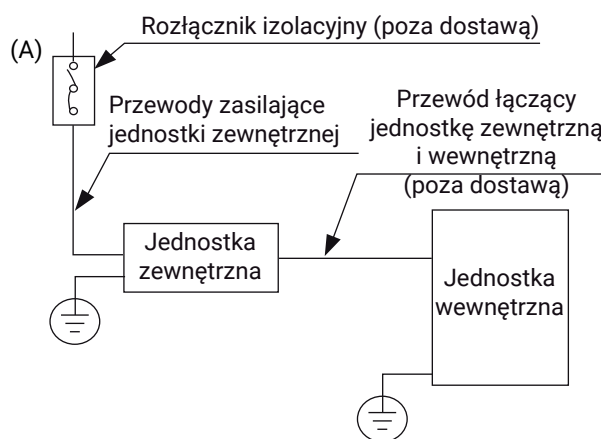 Rozłącznik izolacyjny (poza dostawą)
(A)
Przewody zasilające
jednostki zewnętrznej
Przewód łączący
jednostkę zewnętrzną
i wewnętrzną
(poza dostawą)
Jednostka
zewnętrzna
Jednostka
wewnętrzna